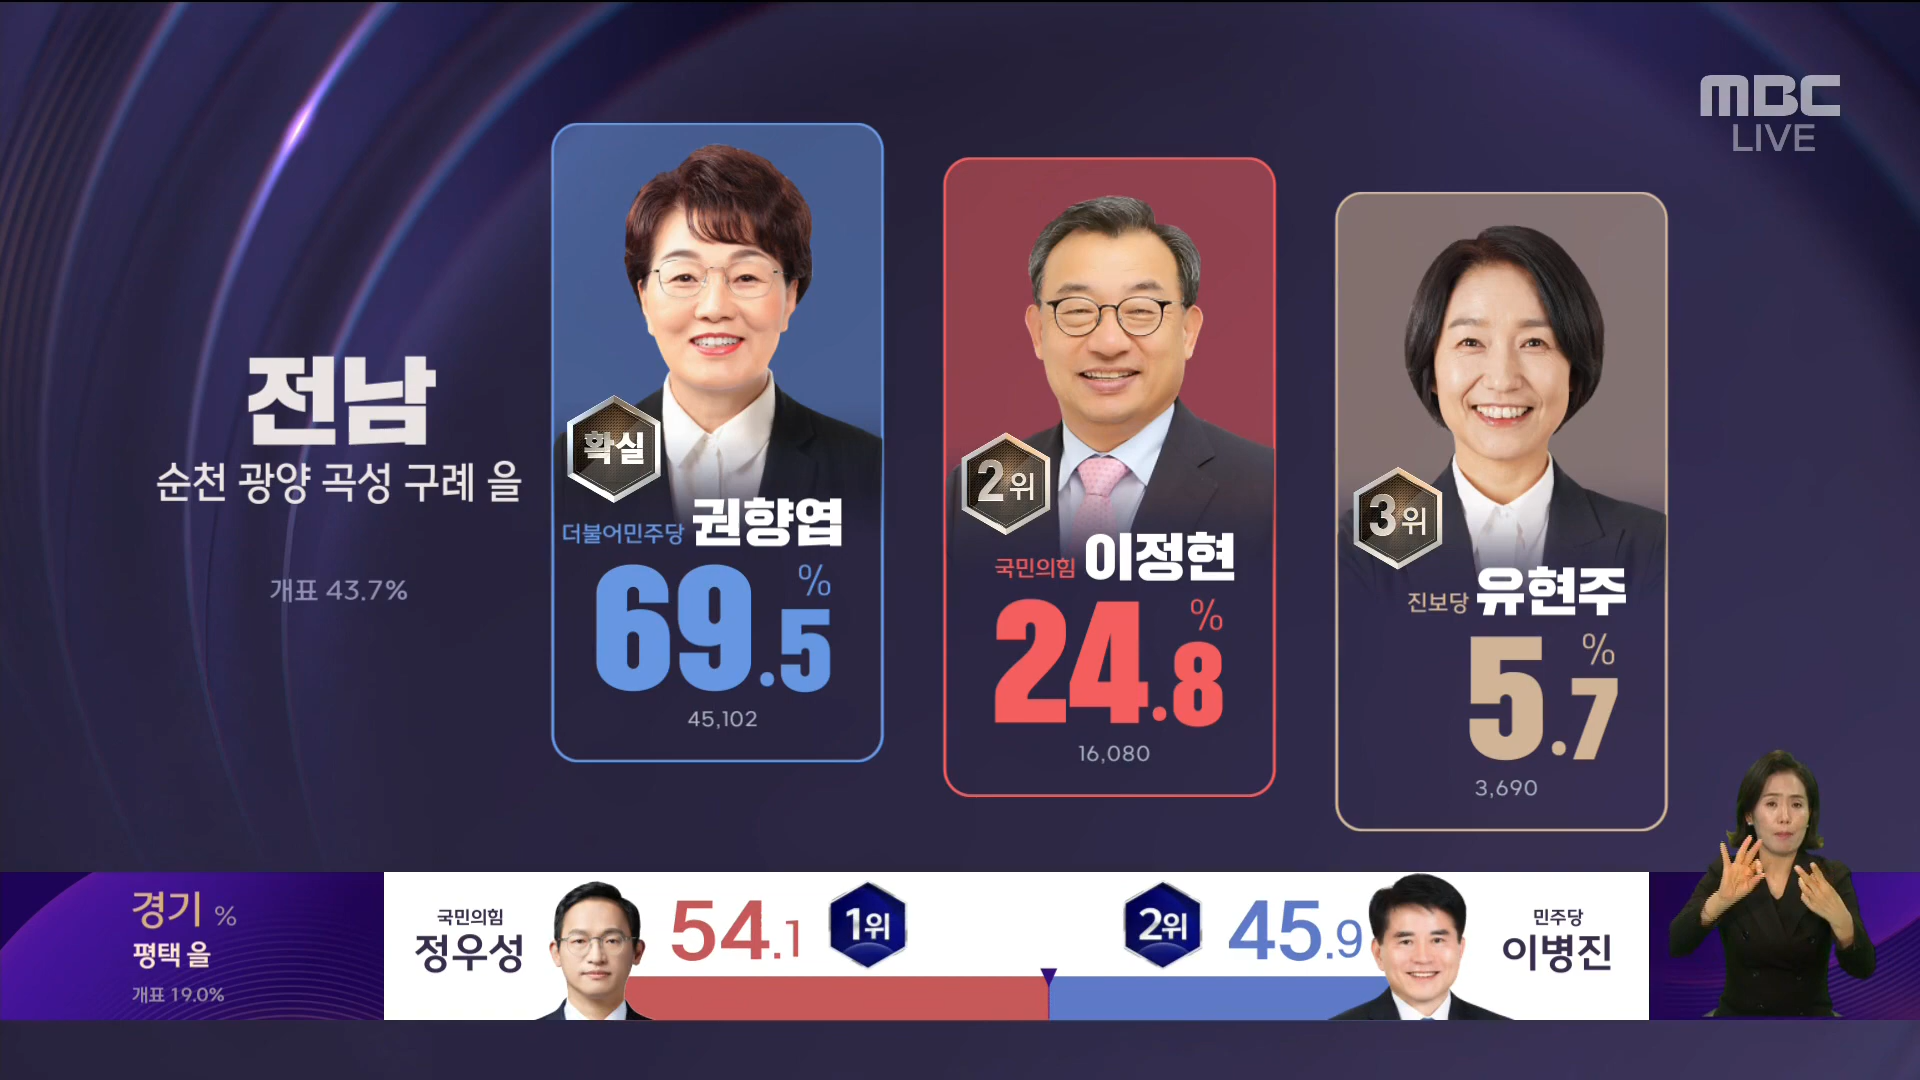 MBC
LIVE
전남
순천 광양 곡성 구례 을
개표 43.7%
확실
더불어민주당 권향엽
69.5%
45,102
2위
국민의힘 이정현
24.8%
16,080
3위
진보당 유현주
5.7%
3,690
경기 %
평택 을
개표 19.0%
국민의힘
정우성
54.1
1위
2위
45.9
민주당
이병진